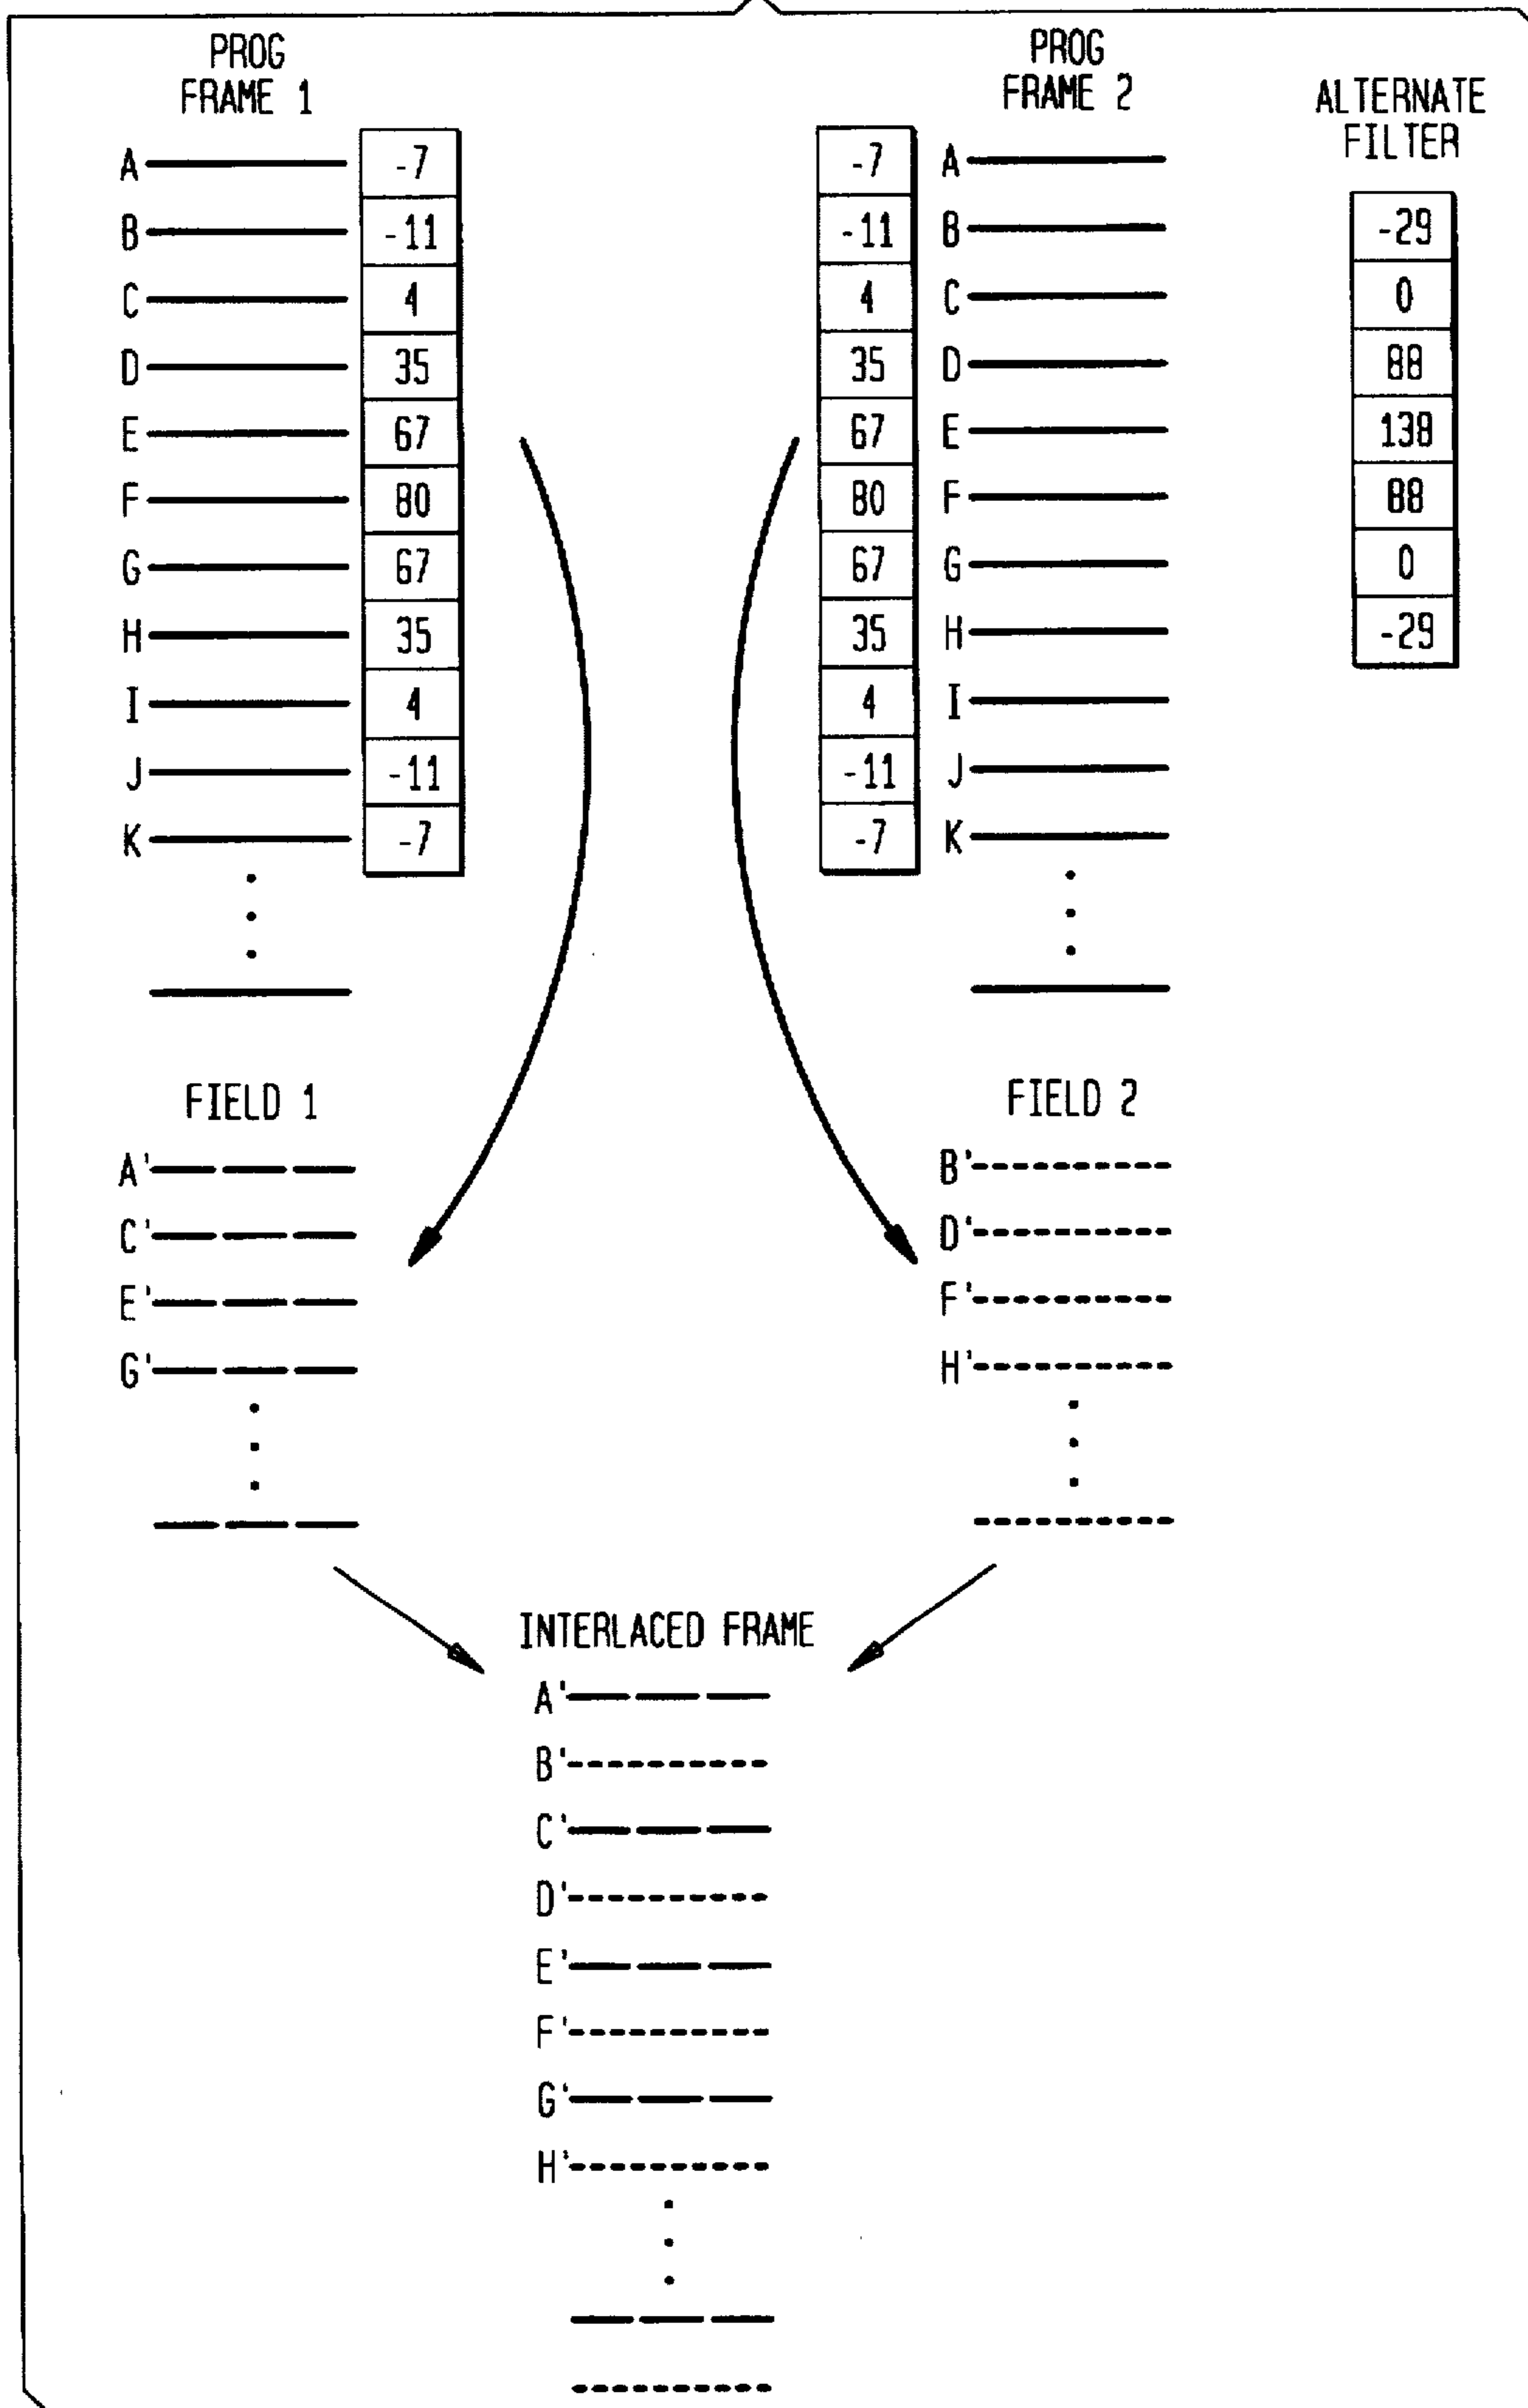 PROG
FRAME 1
PROG
FRAME 2
ALTERNATE
FILTER
A -7
B -11
C 4
D 35
E 67
F 80
G 67
H 35
I 4
J -11
K -7
-7 A
-11 B
4 C
35 D
67 E
80 F
67 G
35 H
4 I
-11 J
-7 K
-29
0
88
138
88
0
-29
FIELD 1
A'
C'
E'
G'
FIELD 2
B'
D'
F'
H'
INTERLACED FRAME
A'
B'
C'
D'
E'
F'
G'
H'